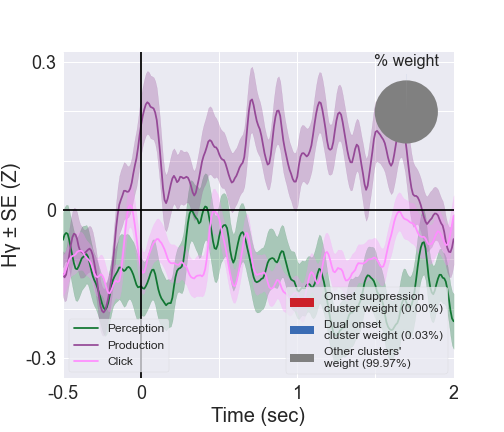 % weight
0.3
0
-0.3
Hγ ± SE (Z)
Perception
Production
Click
Onset suppression
cluster weight (0.00%)
Dual onset
cluster weight (0.03%)
Other clusters'
weight (99.97%)
-0.5
0
1
2
Time (sec)